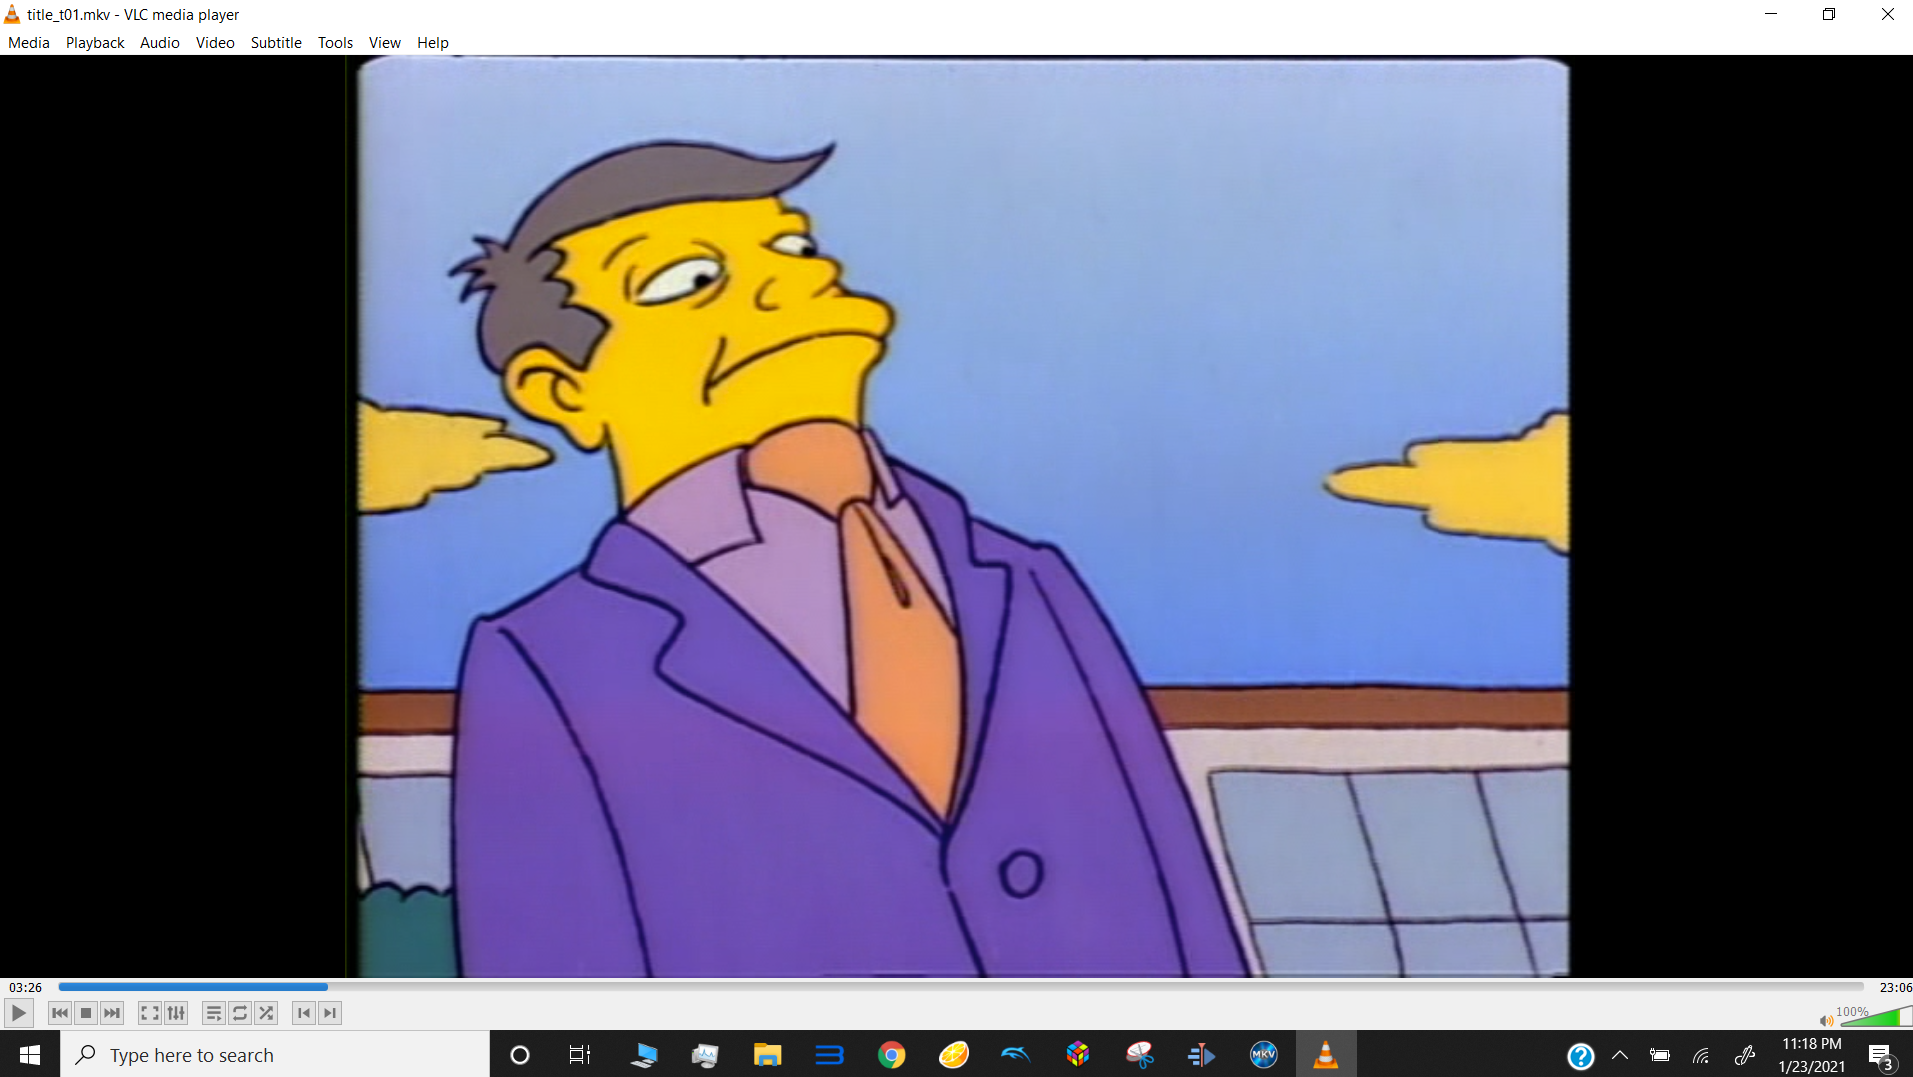 title_t01.mkv - VLC media player
Media Playback Audio Video Subtitle Tools View Help
03:26 23:06
100%
Type here to search
MKV
11:18 PM
1/23/2021
3